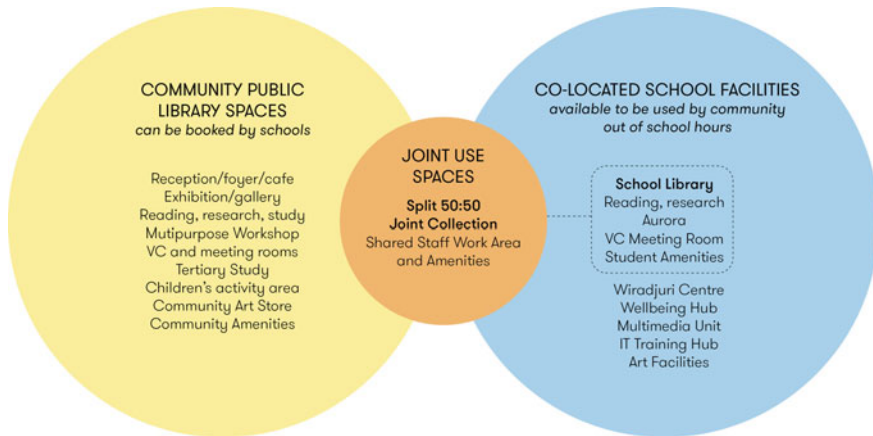 COMMUNITY PUBLIC
LIBRARY SPACES
can be booked by schools
Reception/foyer/cafe
Exhibition/gallery
Reading, research, study
Mutipurpose Workshop
VC and meeting rooms
Tertiary Study
Children's activity area
Community Art Store
Community Amenities
JOINT USE
SPACES
Split 50:50
Joint Collection
Shared Staff Work Area
and Amenities
CO-LOCATED SCHOOL FACILITIES
available to be used by community
out of school hours
School Library
Reading, research
Aurora
VC Meeting Room
Student Amenities
Wiradjuri Centre
Wellbeing Hub
Multimedia Unit
IT Training Hub
Art Facilities